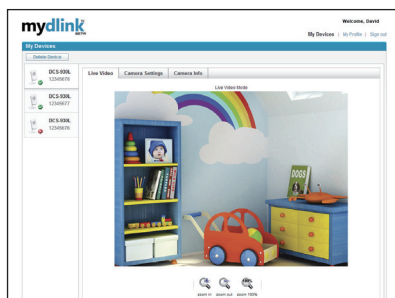 mydlink
BETA
Welcome, David
My Devices | My Profile | Sign out
My Devices
Delete Device
DCS-930L
12345678
DCS-930L
12345677
DCS-930L
12345676
Live Video
Camera Settings
Camera Info
Live Video Mode
DOGS
zoom in
zoom out
zoom 100%